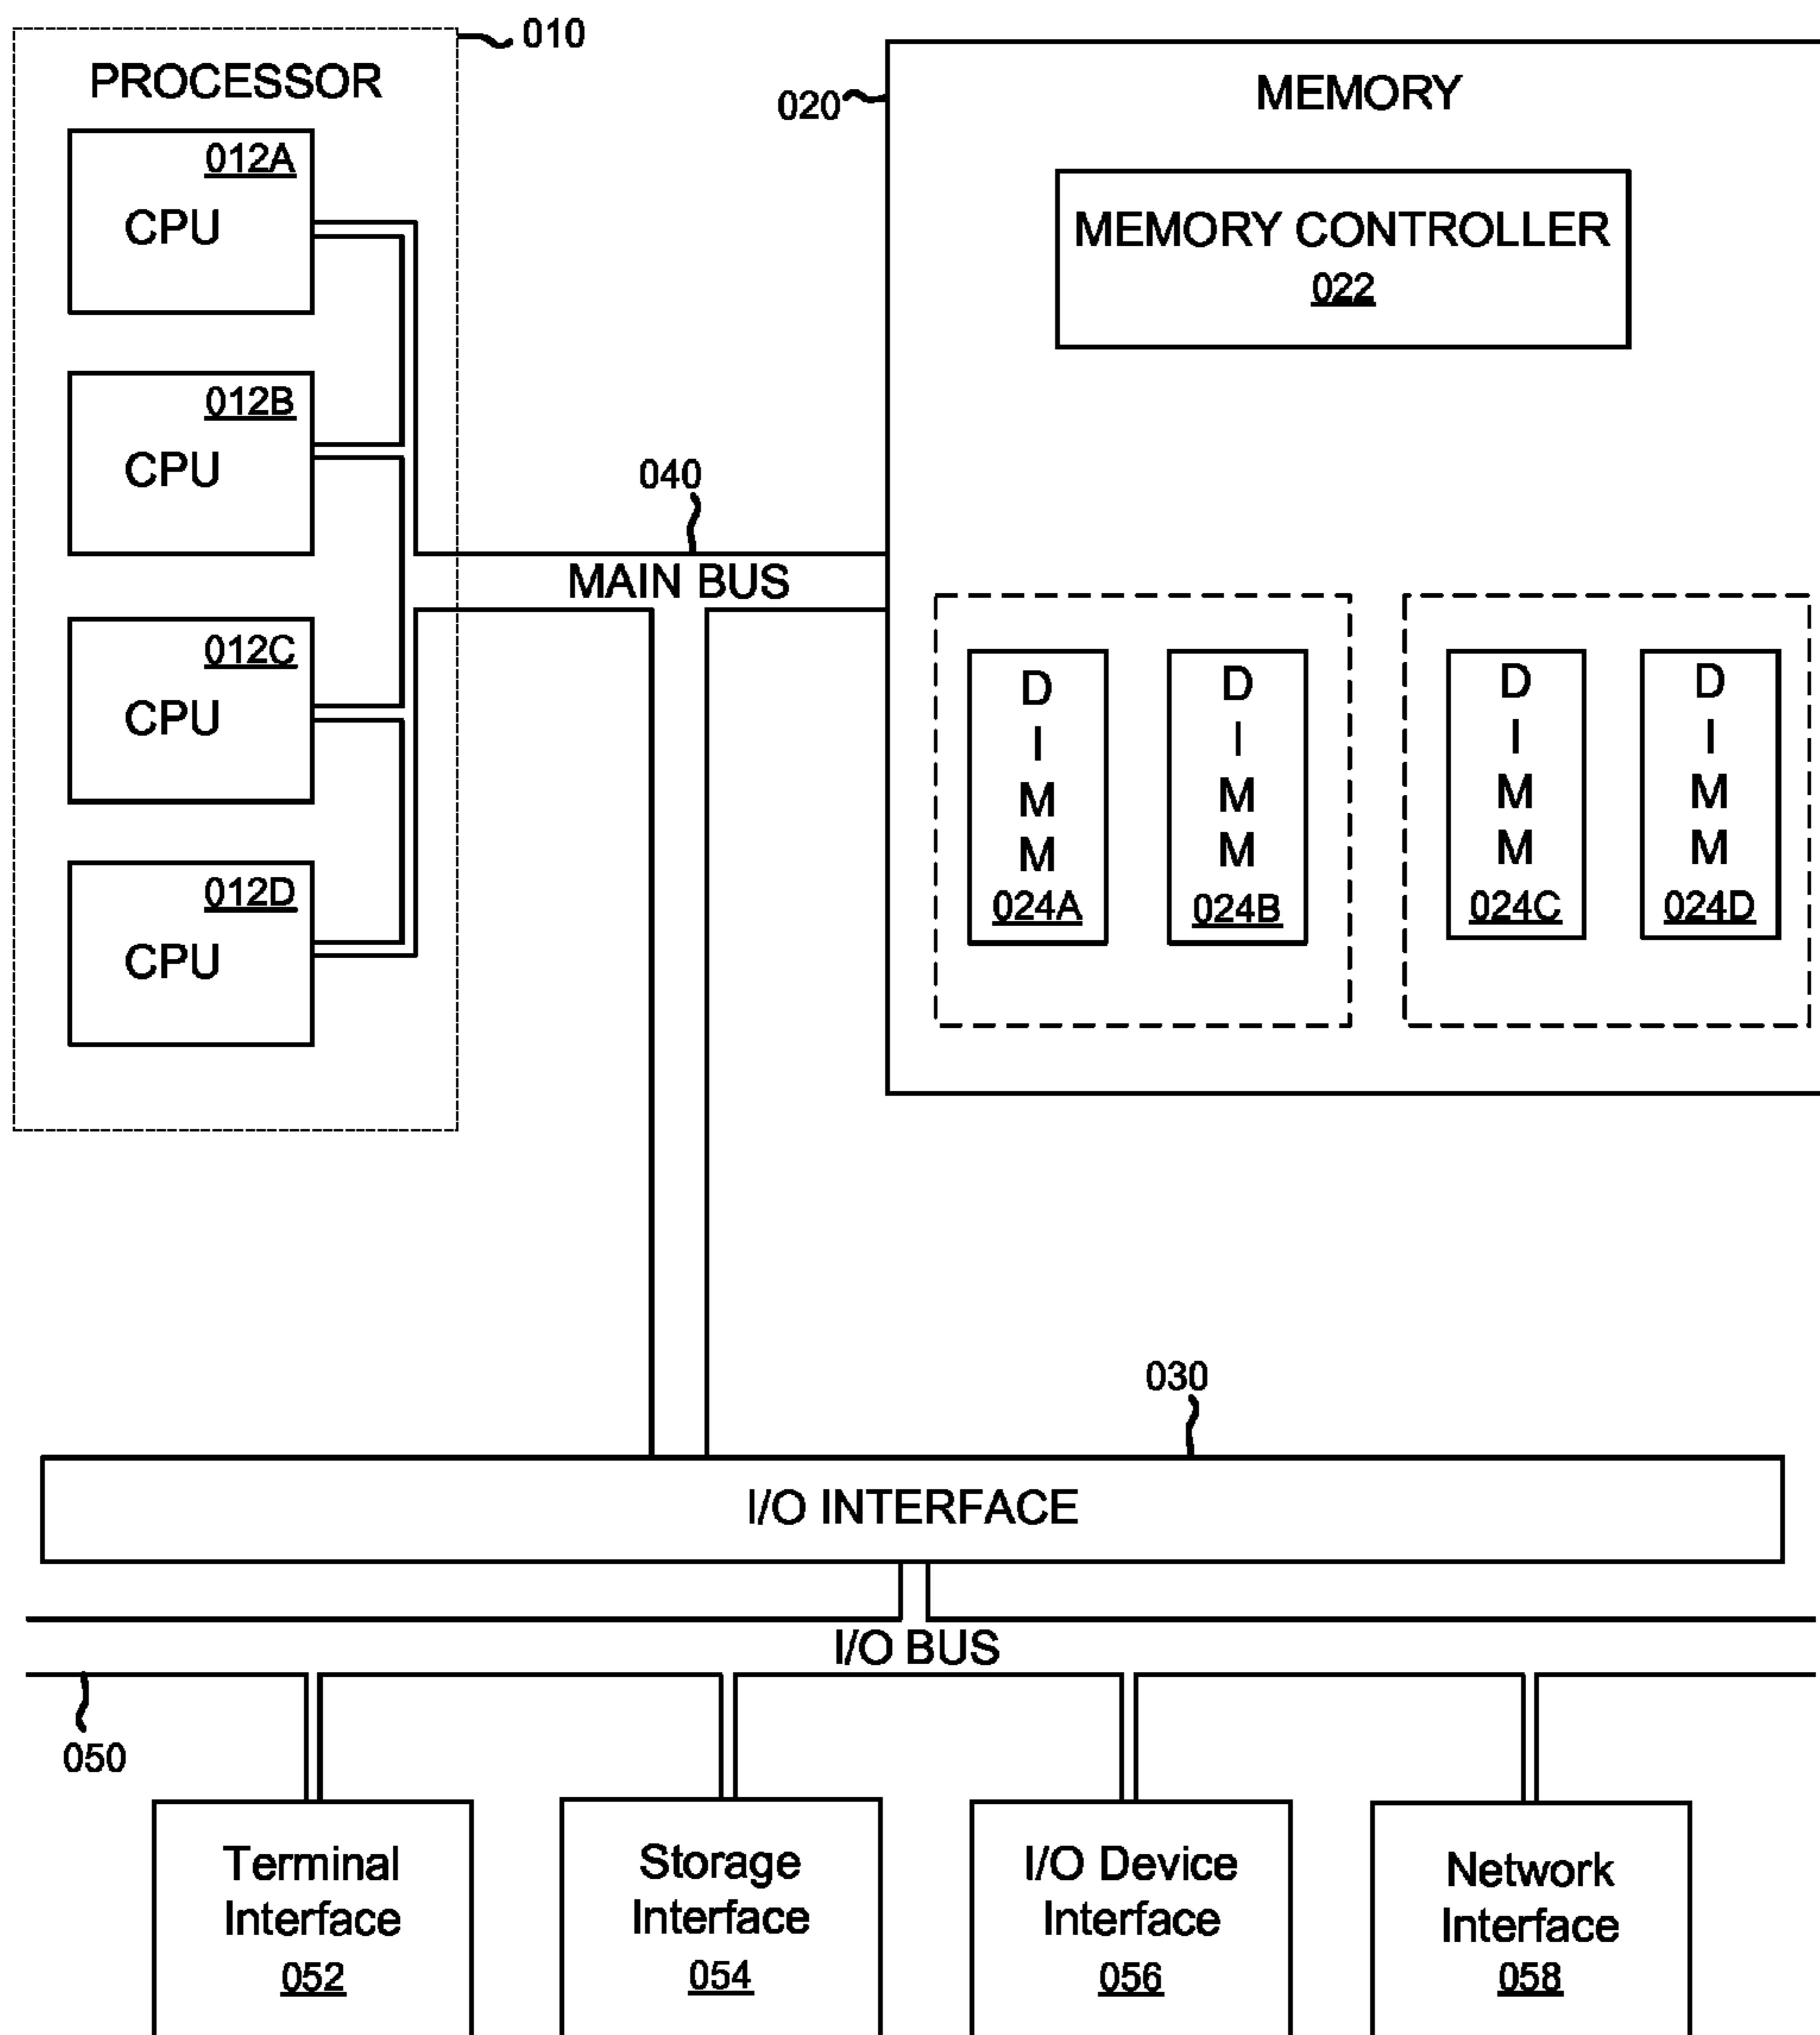 010
PROCESSOR
012A
CPU
012B
CPU
012C
CPU
012D
CPU
040
MAIN BUS
020
MEMORY
MEMORY CONTROLLER
022
D
I
M
M
024A
D
I
M
M
024B
D
I
M
M
024C
D
I
M
M
024D
030
I/O INTERFACE
I/O BUS
050
Terminal
Interface
052
Storage
Interface
054
I/O Device
Interface
056
Network
Interface
058